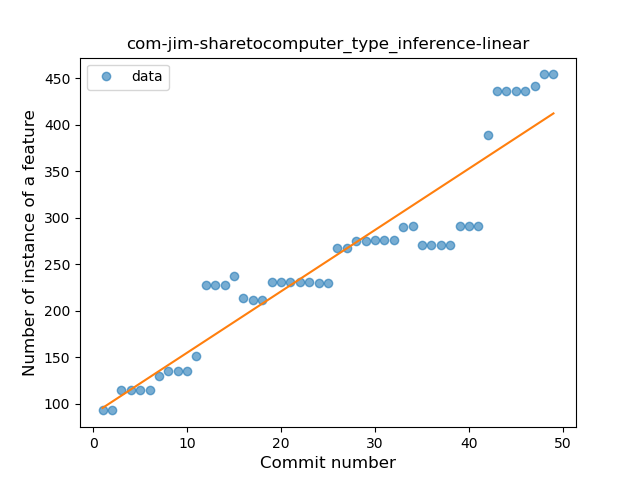 com-jim-sharetocomputer_type_inference-linear
data
Number of instance of a feature
450
400
350
300
250
200
150
100
0 10 20 30 40 50
Commit number